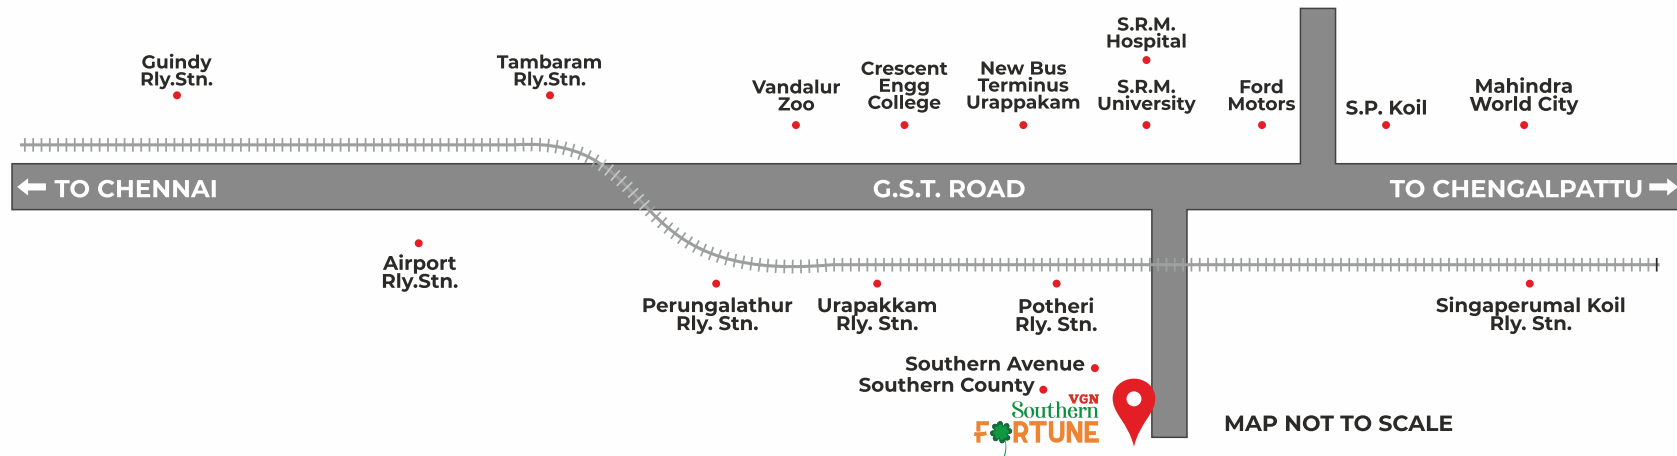 Guindy
Rly.Stn.
Tambaram
Rly.Stn.
Vandalur
Zoo
Crescent
Engg
College
New Bus
Terminus
Urappakam
S.R.M.
Hospital
S.R.M.
University
Ford
Motors
S.P. Koil
Mahindra
World City
TO CHENNAI
G.S.T. ROAD
TO CHENGALPATTU
Airport
Rly.Stn.
Perungalathur
Rly. Stn.
Urapakkam
Rly. Stn.
Potheri
Rly. Stn.
Singaperumal Koil
Rly. Stn.
Southern Avenue
Southern County
VGN
Southern
FORTUNE
MAP NOT TO SCALE